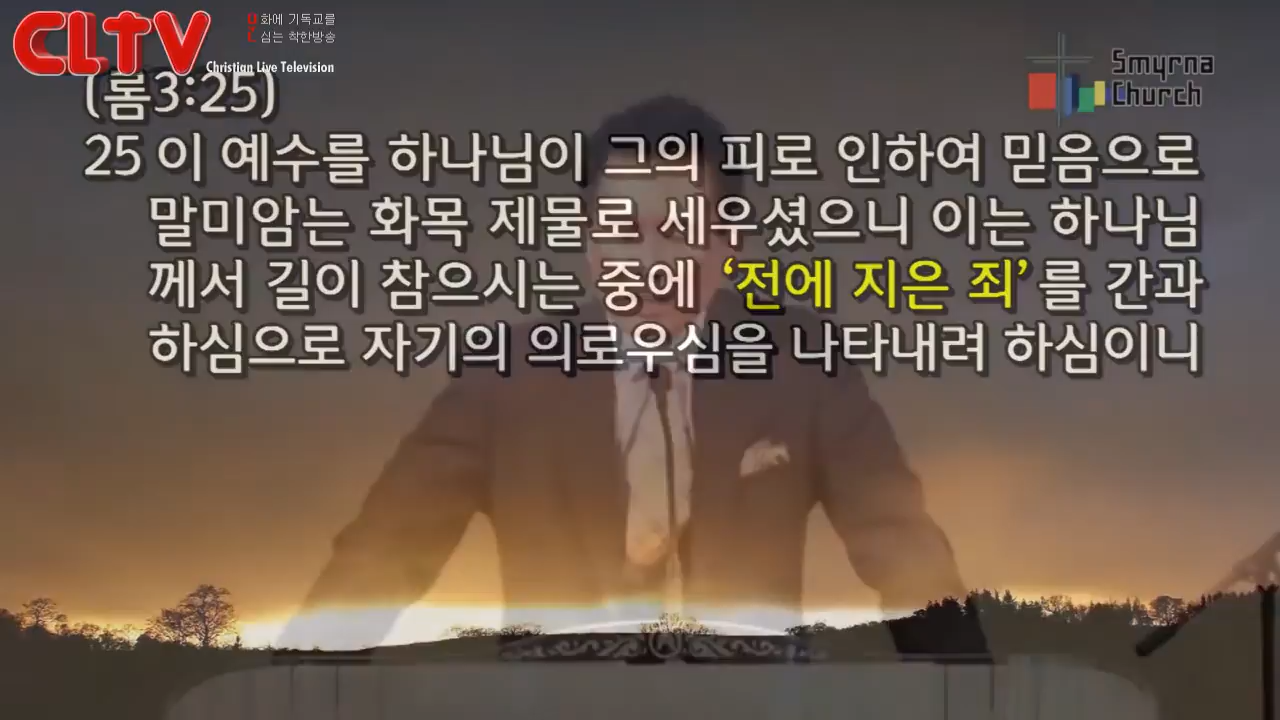 CLTV
문화에 기독교를
심는 착한방송
Christian Live Television
Smyrna
Church
(롬3:25)
25 이 예수를 하나님이 그의 피로 인하여 믿음으로
말미암는 화목 제물로 세우셨으니 이는 하나님
께서 길이 참으시는 중에 ‘전에 지은 죄’를 간과
하심으로 자기의 의로우심을 나타내려 하심이니